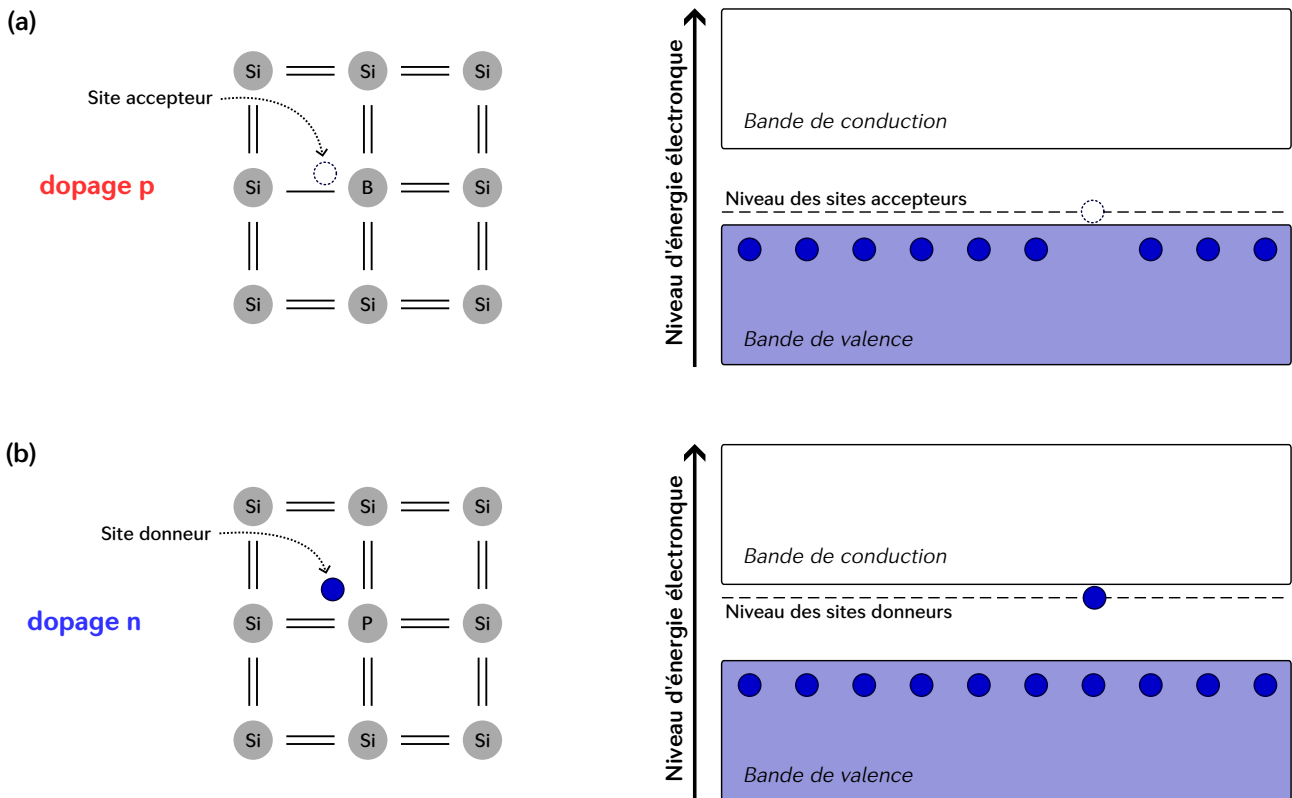 (a)
Si Si Si
Site accepteur
dopage p
Si B Si
Si Si Si
Niveau d'énergie électronque
Bande de conduction
Niveau des sites accepteurs
Bande de valence
(b)
Si Si Si
Site donneur
dopage n
Si P Si
Si Si Si
Niveau d'énergie électronque
Bande de conduction
Niveau des sites donneurs
Bande de valence